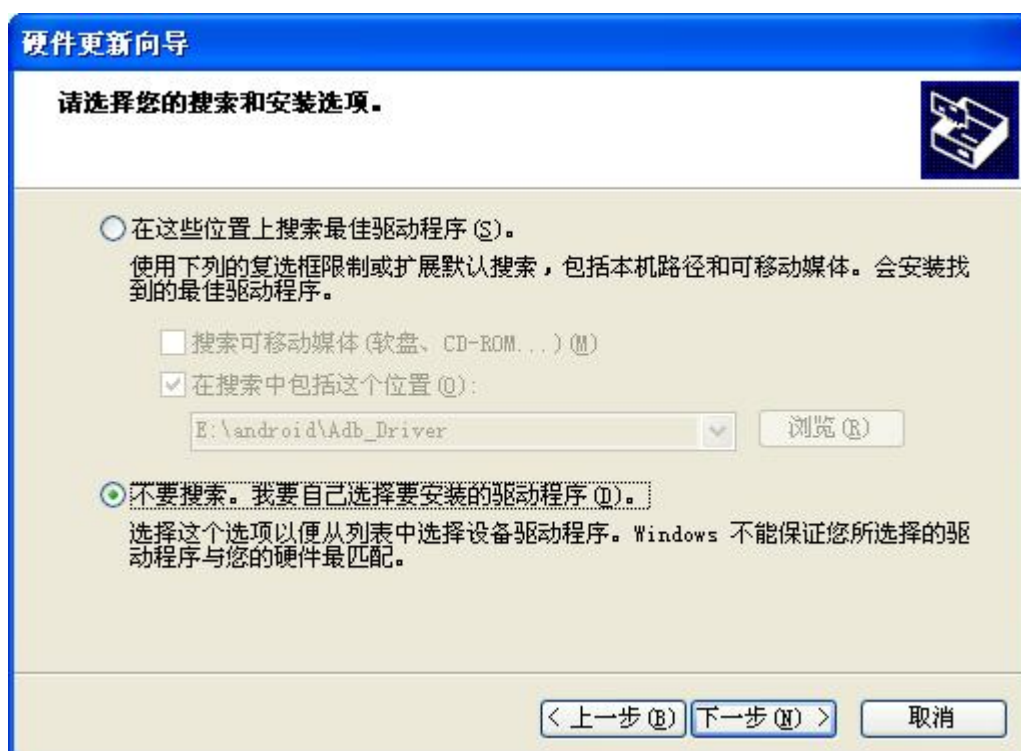 硬件更新向导
请选择您的搜索和安装选项。
在这些位置上搜索最佳驱动程序(S)。
使用下列的复选框限制或扩展默认搜索，包括本机路径和可移动媒体。会安装找
到的最佳驱动程序。
搜索可移动媒体(软盘、CD-ROM...)(M)
在搜索中包括这个位置(O):
E:\android\Adb_Driver
浏览(R)
不要搜索。我要自己选择要安装的驱动程序(D)。
选择这个选项以便从列表中选择设备驱动程序。Windows 不能保证您所选择的驱
动程序与您的硬件最匹配。
< 上一步(B)
下一步(N) >
取消